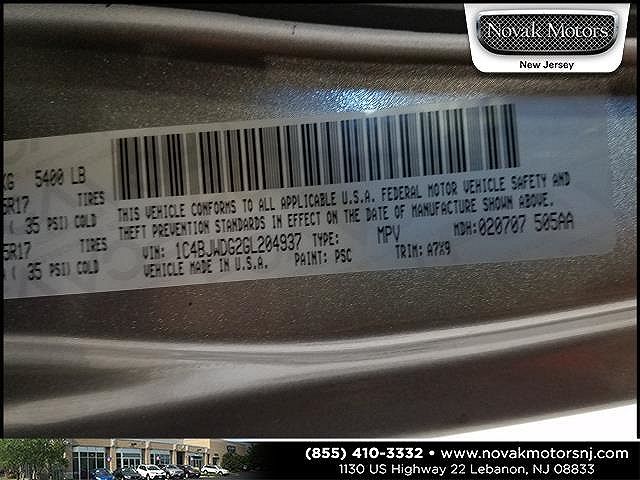 Novak Motors
New Jersey
KG 5400 LB
5R17 TIRES
( 35 PSI) COLD
5R17 TIRES
( 35 PSI) COLD
THIS VEHICLE CONFORMS TO ALL APPLICABLE U.S.A. FEDERAL MOTOR VEHICLE SAFETY AND
THEFT PREVENTION STANDARDS IN EFFECT ON THE DATE OF MANUFACTURE SHOWN ABOVE.
VIN: 1C4BJWDG2GL204937 TYPE: MPV MDH: 020707 505AA
VEHICLE MADE IN U.S.A. PAINT: PSC TRIM: A7X9
(855) 410-3332 • www.novakmotorsnj.com
1130 US Highway 22 Lebanon, NJ 08833